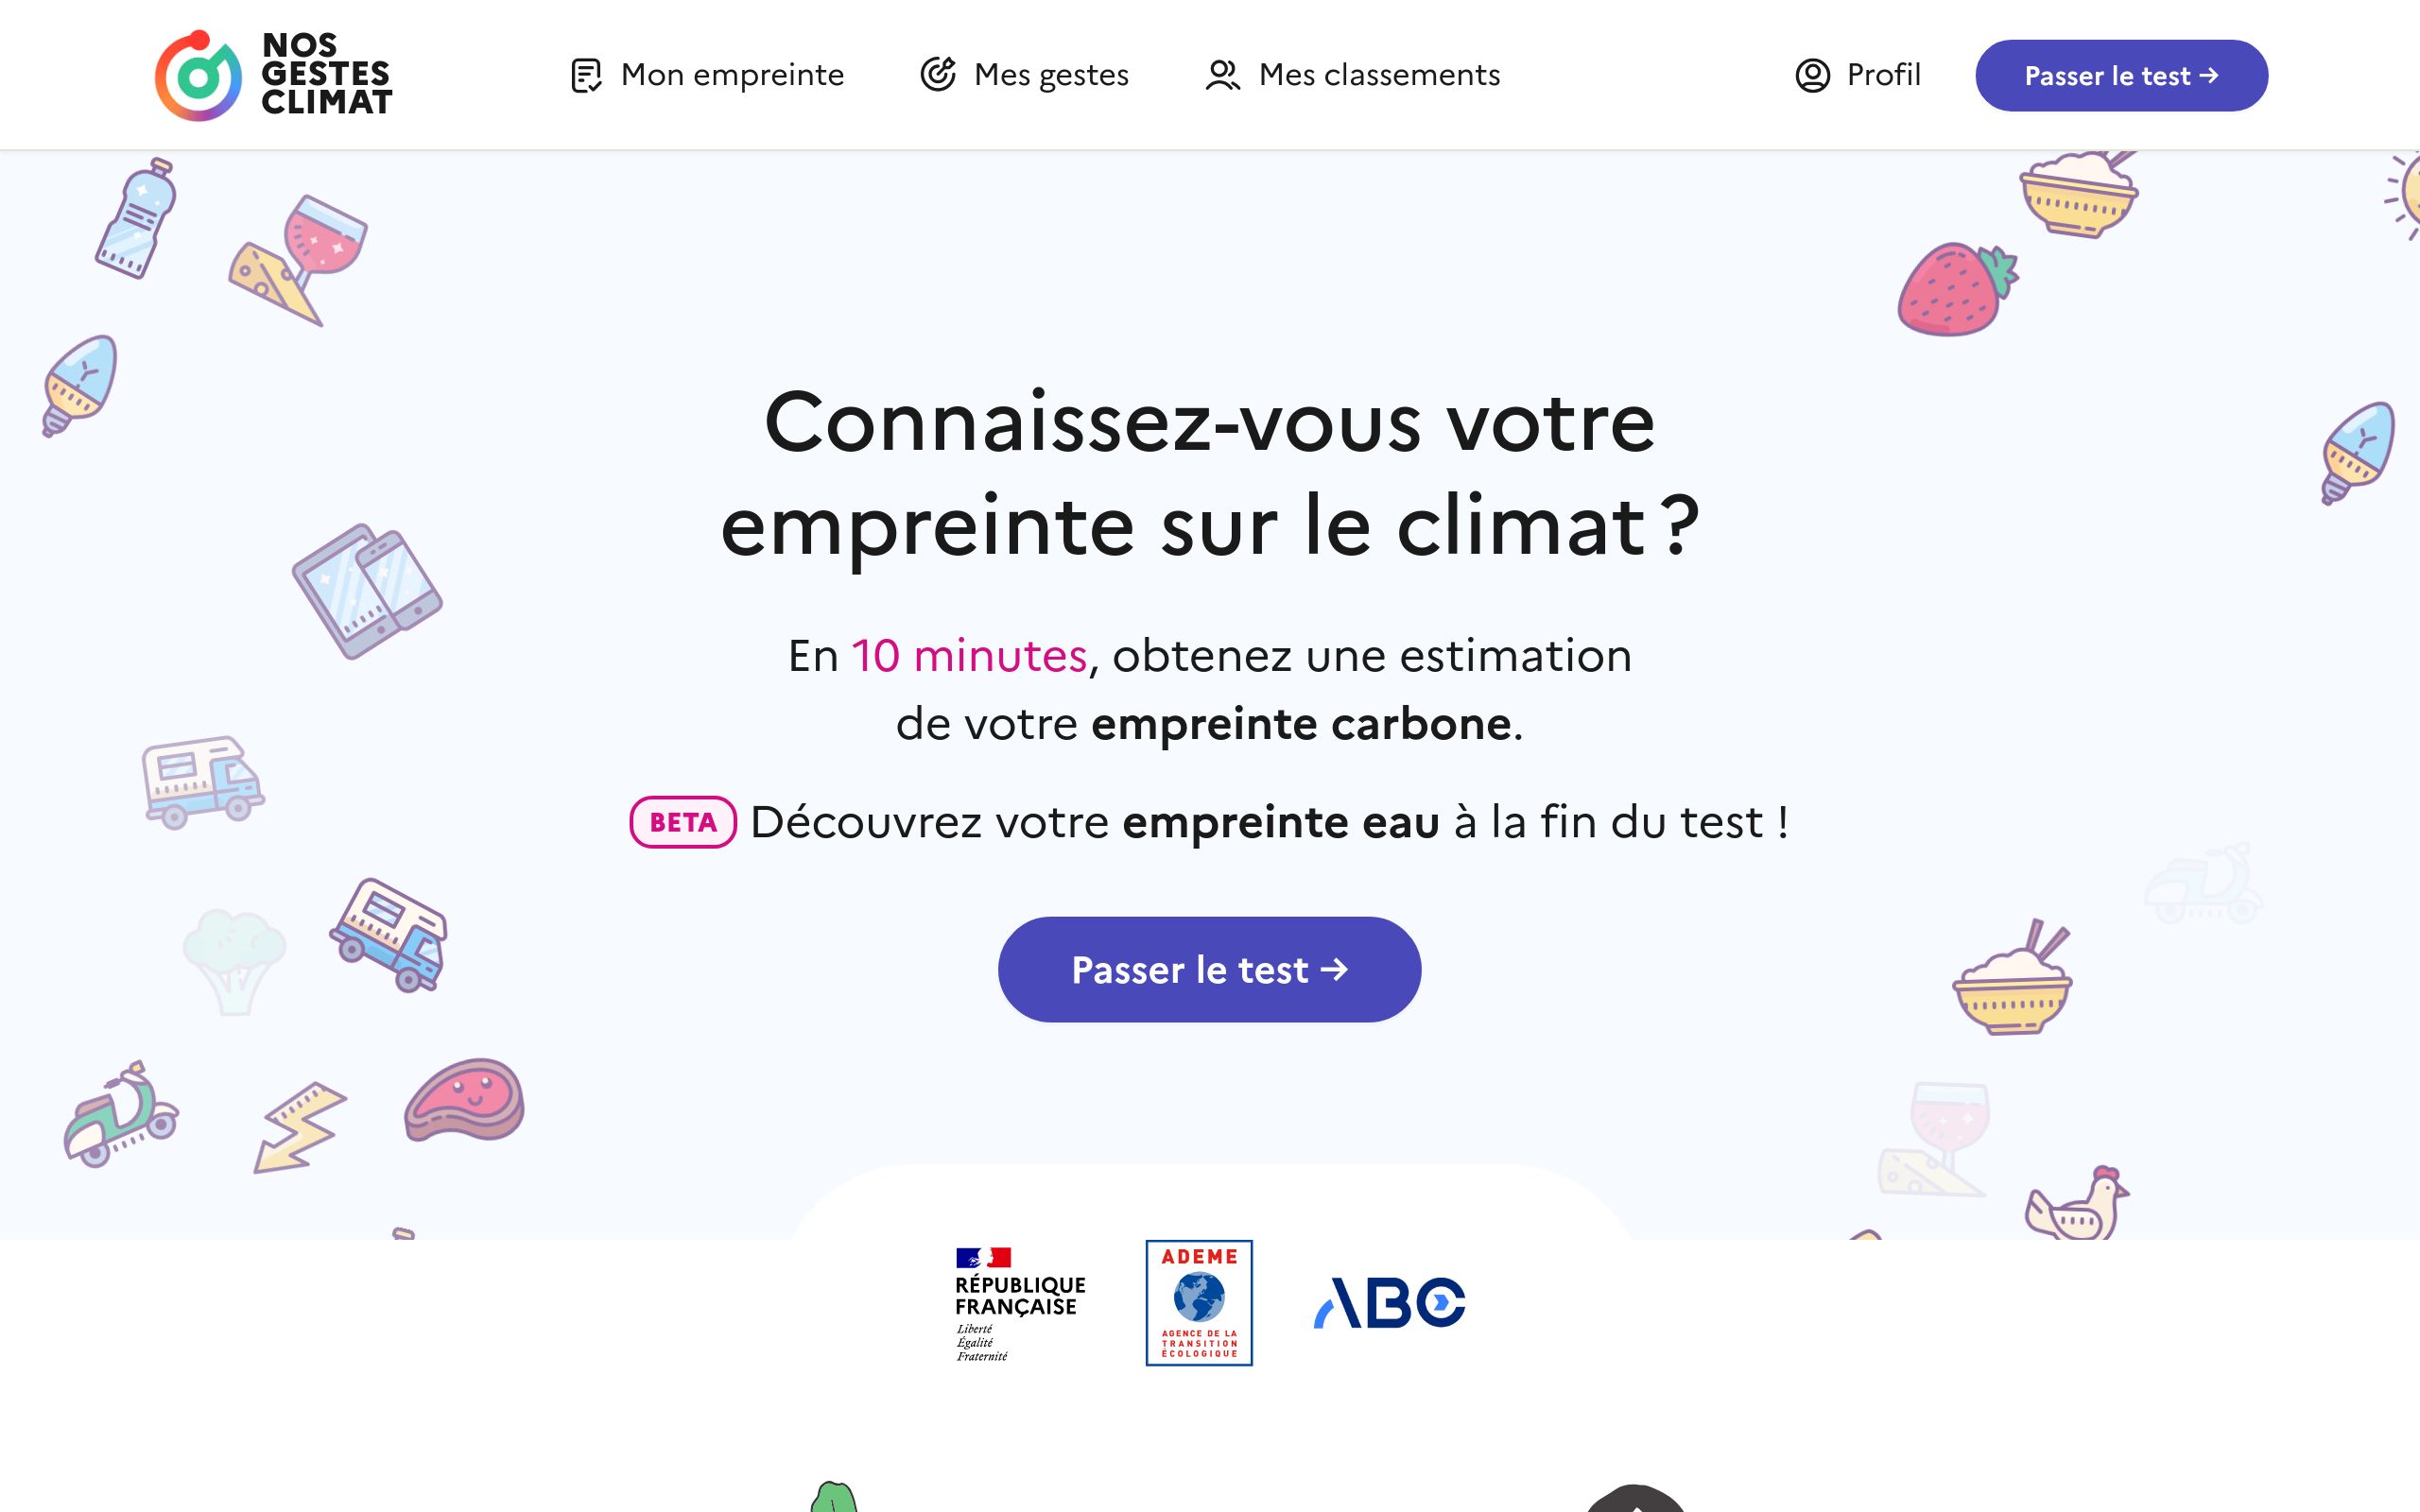 NOS
GESTES
CLIMAT
Mon empreinte
Mes gestes
Mes classements
Profil
Passer le test →
Connaissez-vous votre
empreinte sur le climat ?
En 10 minutes, obtenez une estimation
de votre empreinte carbone.
BETA Découvrez votre empreinte eau à la fin du test !
Passer le test →
RÉPUBLIQUE
FRANÇAISE
Liberté
Égalité
Fraternité
ADEME
AGENCE DE LA
TRANSITION
ÉCOLOGIQUE
ABC